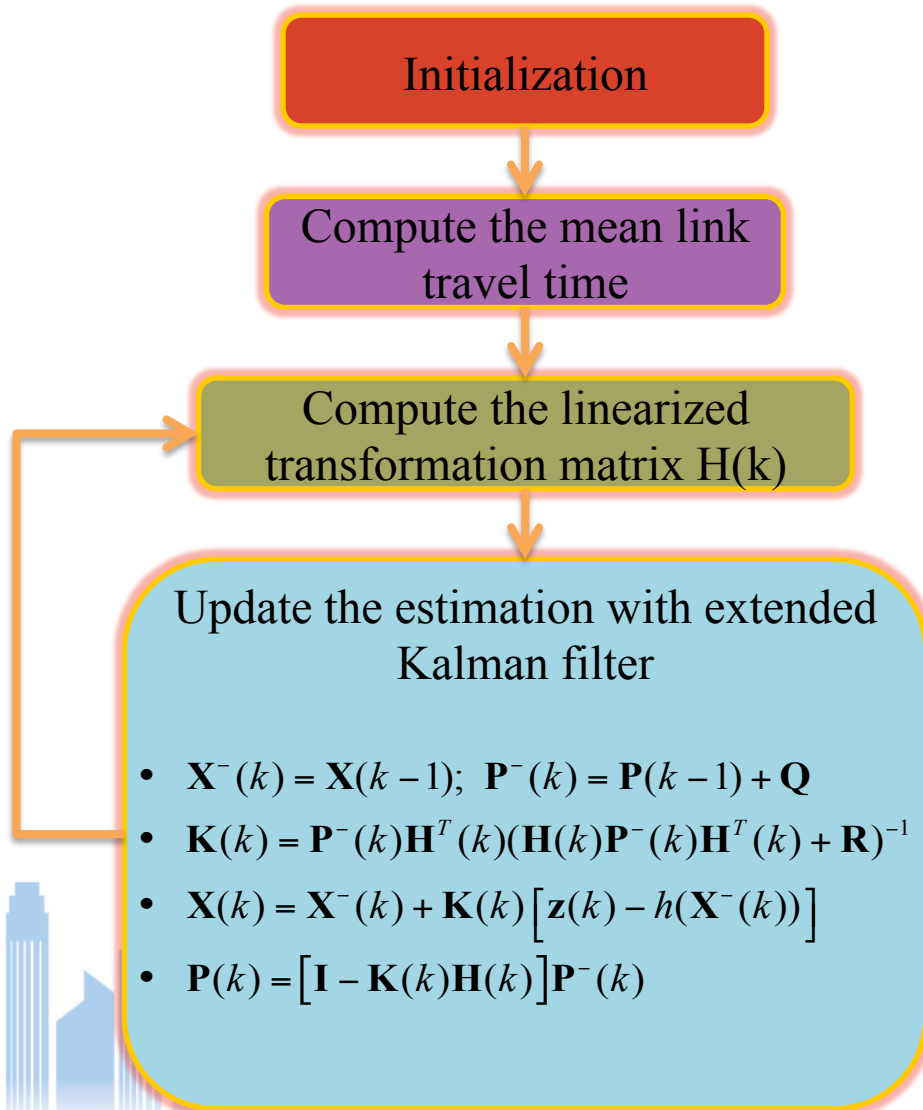 Initialization
Compute the mean link
travel time
Compute the linearized
transformation matrix H(k)
Update the estimation with extended
Kalman filter
• X⁻(k) = X(k − 1); P⁻(k) = P(k − 1) + Q
• K(k) = P⁻(k)Hᵀ(k)(H(k)P⁻(k)Hᵀ(k) + R)⁻¹
• X(k) = X⁻(k) + K(k)[z(k) − h(X⁻(k))]
• P(k) = [I − K(k)H(k)]P⁻(k)